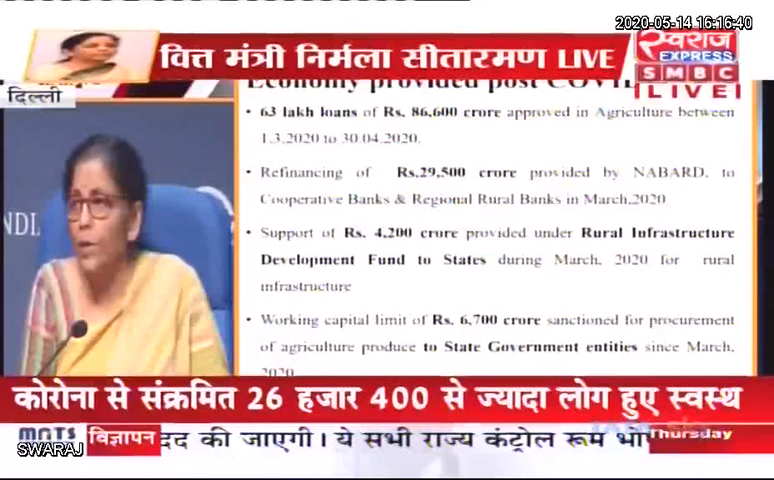 2020-05-14 16:16:40
वित्त मंत्री निर्मला सीतारमण LIVE
स्वराज
EXPRESS
SMBC
LIVE!
दिल्ली
Economy provided post
• 63 lakh loans of Rs. 86,600 crore approved in Agriculture between
1.3.2020 to 30.04.2020.
• Refinancing of Rs.29,500 crore provided by NABARD, to
Cooperative Banks & Regional Rural Banks in March,2020
• Support of Rs. 4,200 crore provided under Rural Infrastructure
Development Fund to States during March, 2020 for rural
infrastructure
• Working capital limit of Rs. 6,700 crore sanctioned for procurement
of agriculture produce to State Government entities since March,
2020
कोरोना से संक्रमित 26 हजार 400 से ज्यादा लोग हुए स्वस्थ
विज्ञापन
की जाएगी। ये सभी राज्य कंट्रोल रूम
Thursday
SWARAJ